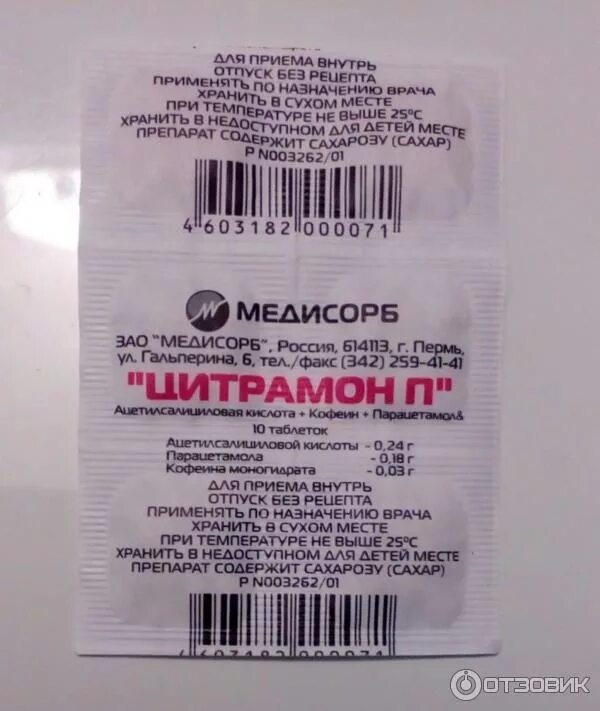 ДЛЯ ПРИЕМА ВНУТРЬ
ОТПУСК БЕЗ РЕЦЕПТА
ПРИМЕНЯТЬ ПО НАЗНАЧЕНИЮ ВРАЧА
ХРАНИТЬ В СУХОМ МЕСТЕ
ПРИ ТЕМПЕРАТУРЕ НЕ ВЫШЕ 25°С
ХРАНИТЬ В НЕДОСТУПНОМ ДЛЯ ДЕТЕЙ МЕСТЕ
ПРЕПАРАТ СОДЕРЖИТ САХАРОЗУ (САХАР)
Р N003262/01
4 603182 000071
МЕДИСОРБ
ЗАО "МЕДИСОРБ", Россия, 614113, г. Пермь,
ул. Гальперина, 6, тел./факс (342) 259-41-41
"ЦИТРАМОН П"
Ацетилсалициловая кислота + Кофеин + Парацетамол&
10 таблеток
Ацетилсалициловой кислоты - 0,24 г
Парацетамола - 0,18 г
Кофеина моногидрата - 0,03 г
ДЛЯ ПРИЕМА ВНУТРЬ
ОТПУСК БЕЗ РЕЦЕПТА
ПРИМЕНЯТЬ ПО НАЗНАЧЕНИЮ ВРАЧА
ХРАНИТЬ В СУХОМ МЕСТЕ
ПРИ ТЕМПЕРАТУРЕ НЕ ВЫШЕ 25°С
ХРАНИТЬ В НЕДОСТУПНОМ ДЛЯ ДЕТЕЙ МЕСТЕ
ПРЕПАРАТ СОДЕРЖИТ САХАРОЗУ (САХАР)
Р N003262/01
4 603182 000071
ОТЗОВИК